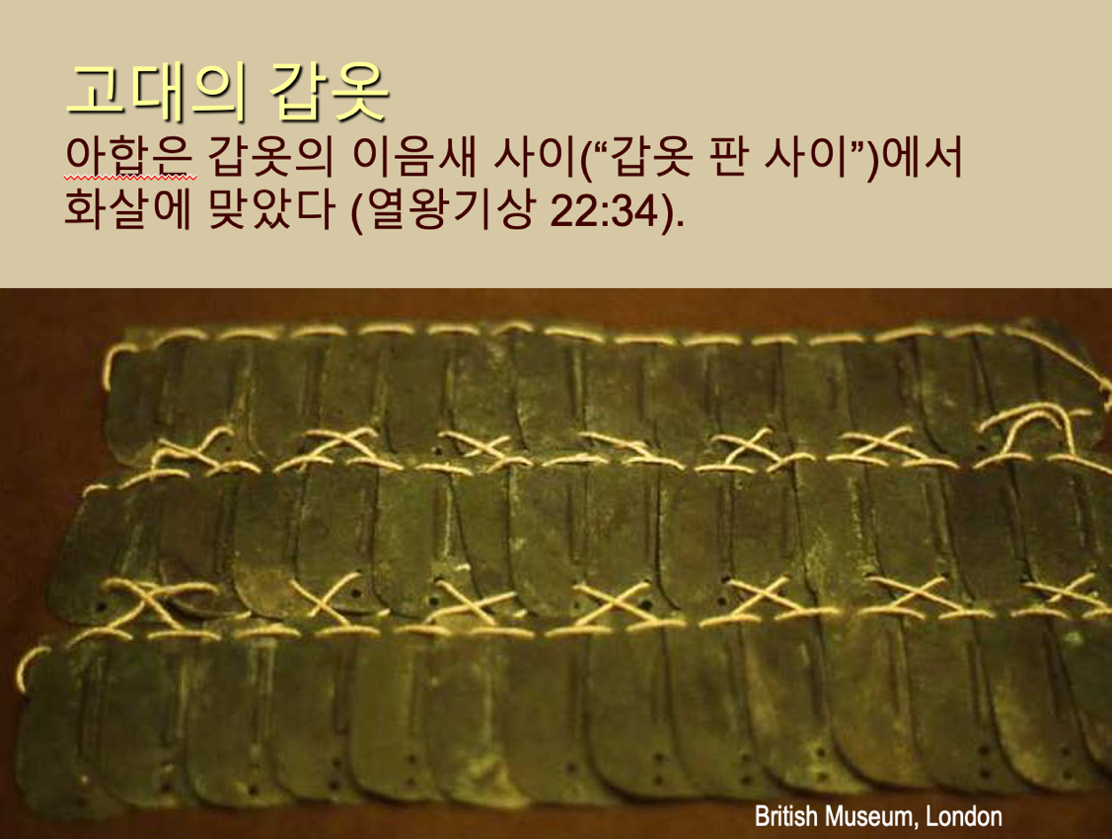 고대의 갑옷
아합은 갑옷의 이음새 사이(“갑옷 판 사이”)에서
화살에 맞았다 (열왕기상 22:34).
British Museum, London